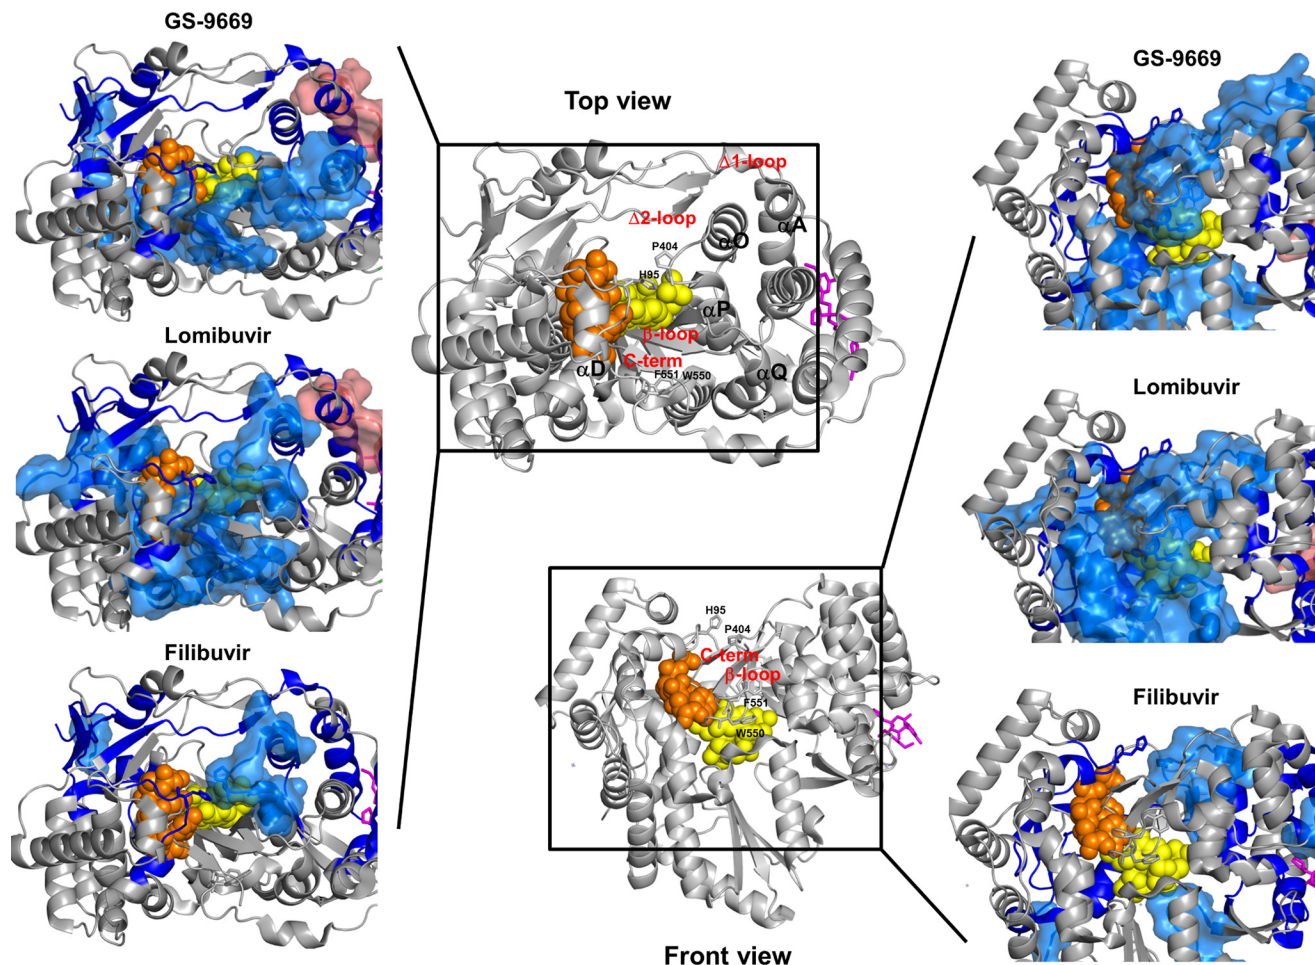 GS-9669
Lomibuvir
Filibuvir
Top view
Δ1-loop
Δ2-loop
αO
αA
P404
H95
αP
β-loop
C-term
αD
F551 W550
αQ
H95
P404
C-term
β-loop
F551
W550
Front view
GS-9669
Lomibuvir
Filibuvir